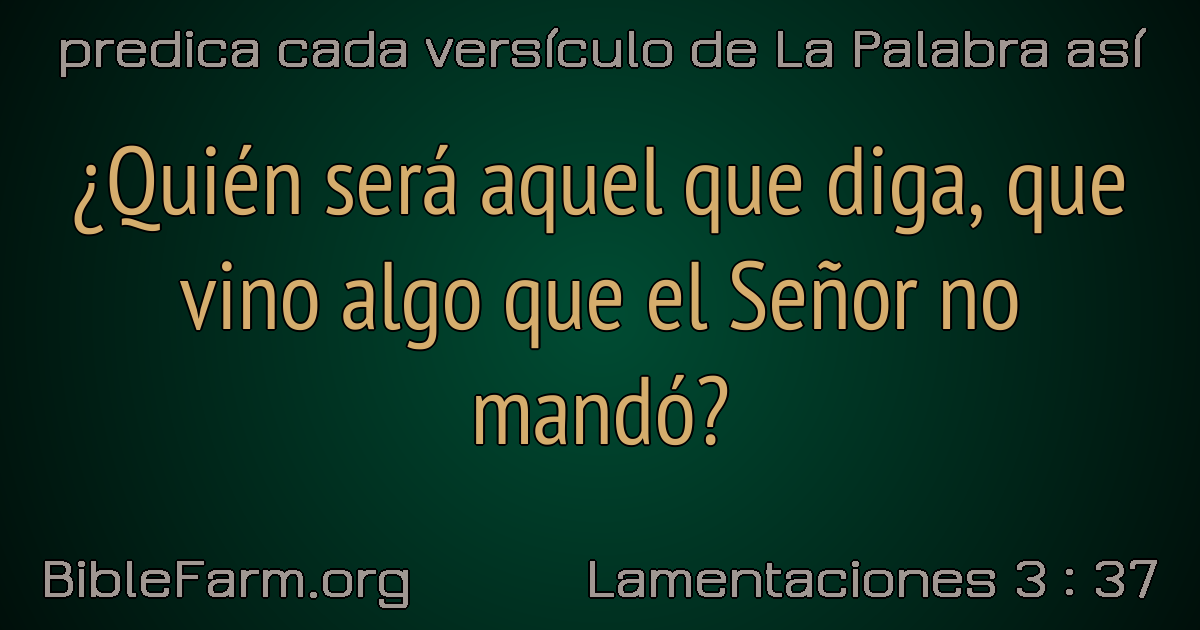 predica cada versículo de La Palabra así
¿Quién será aquel que diga, que
vino algo que el Señor no
mandó?
BibleFarm.org
Lamentaciones 3 : 37